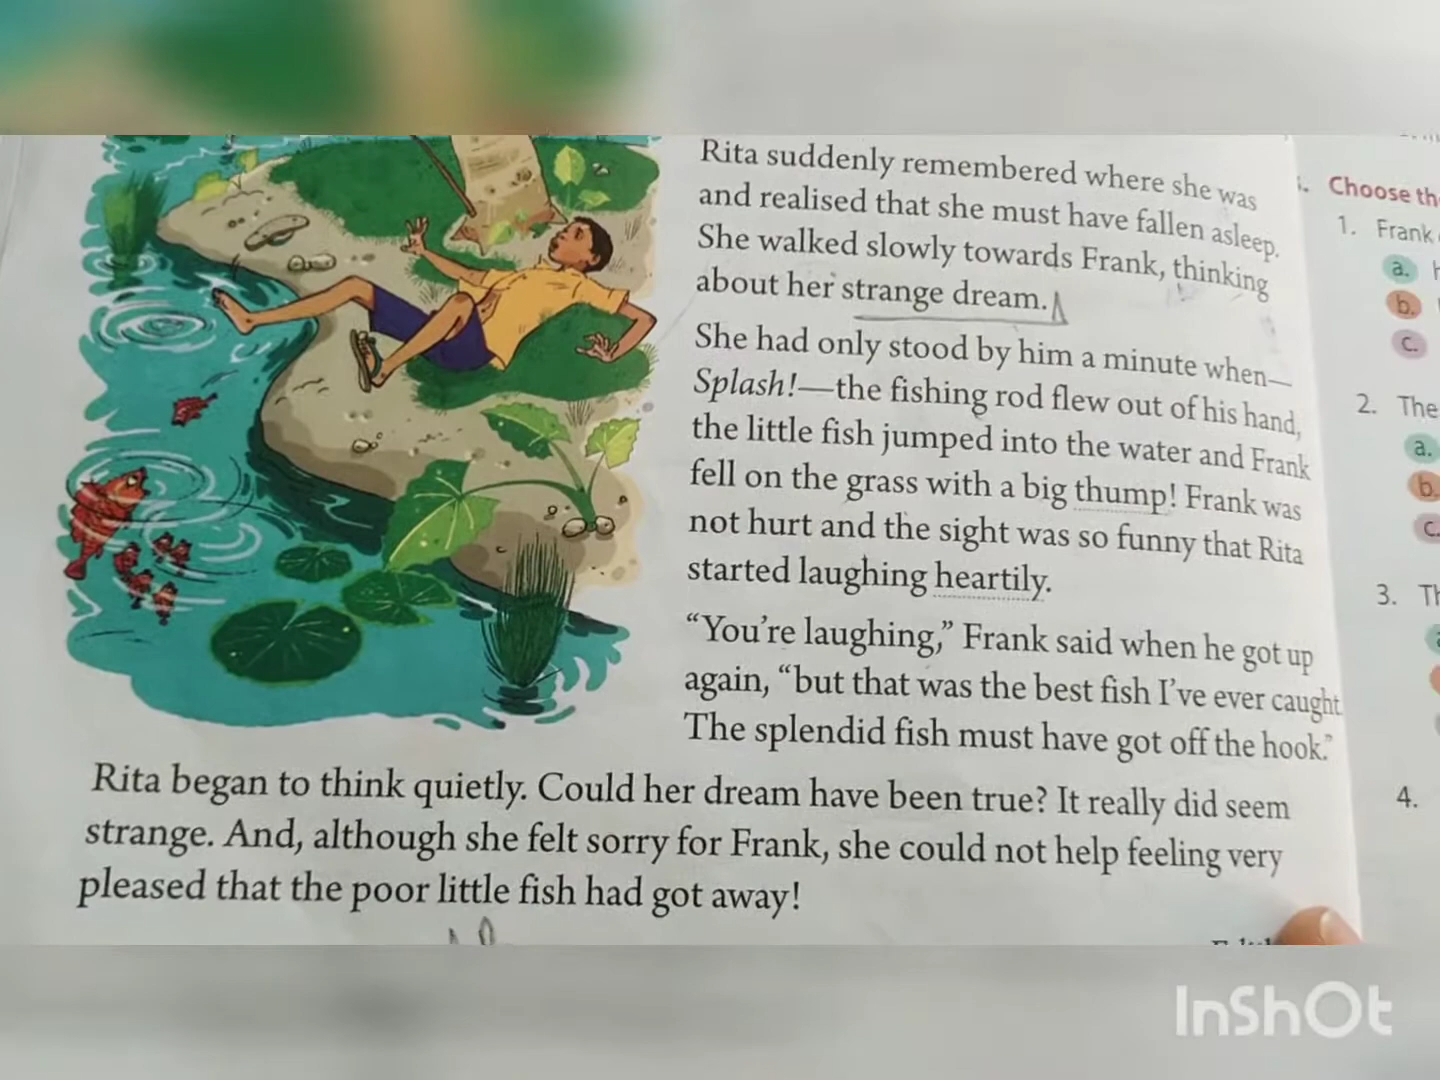 Rita suddenly remembered where she was
and realised that she must have fallen asleep.
She walked slowly towards Frank, thinking
about her strange dream.
She had only stood by him a minute when—
Splash!—the fishing rod flew out of his hand,
the little fish jumped into the water and Frank
fell on the grass with a big thump! Frank was
not hurt and the sight was so funny that Rita
started laughing heartily.
“You’re laughing,” Frank said when he got up
again, “but that was the best fish I’ve ever caught.
The splendid fish must have got off the hook.”
Rita began to think quietly. Could her dream have been true? It really did seem
strange. And, although she felt sorry for Frank, she could not help feeling very
pleased that the poor little fish had got away!
Choose
1. Frank
a.
b.
c.
2. The
a.
b.
c.
3.
4.
InShOt